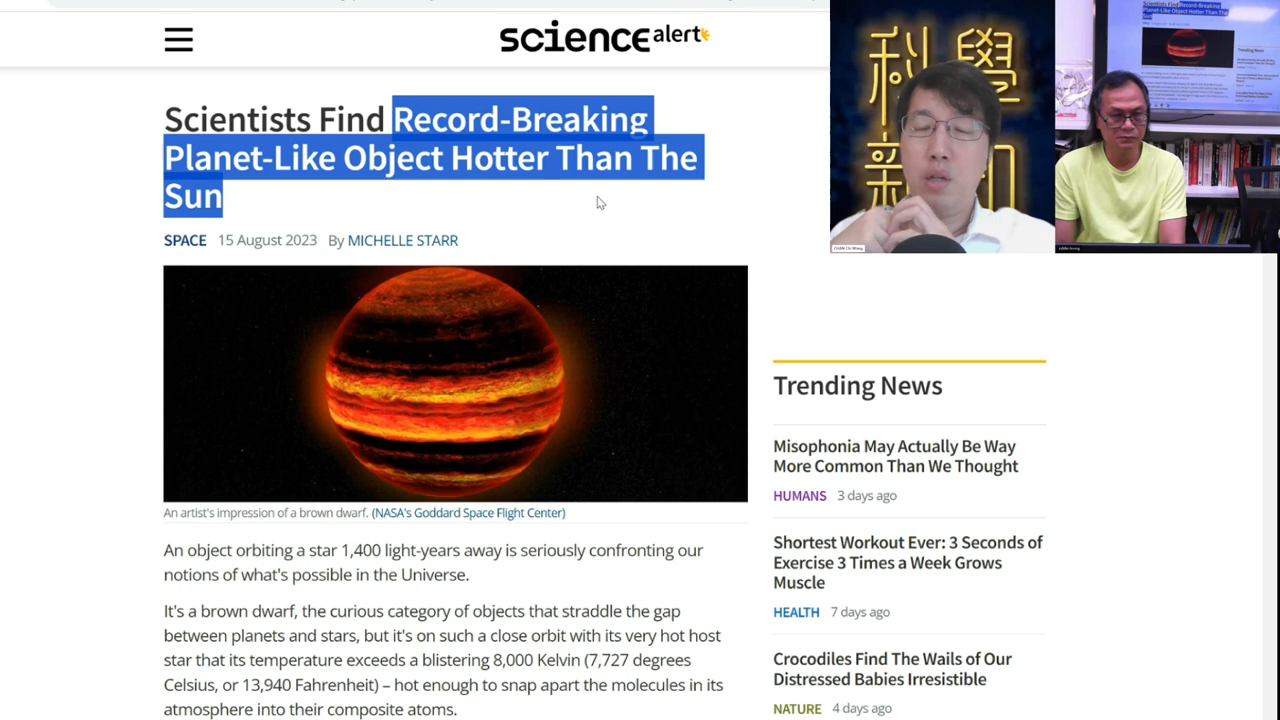 science alert
Scientists Find Record-Breaking
Planet-Like Object Hotter Than The
Sun
SPACE 15 August 2023 By MICHELLE STARR
An artist's impression of a brown dwarf. (NASA's Goddard Space Flight Center)
An object orbiting a star 1,400 light-years away is seriously confronting our
notions of what's possible in the Universe.
It's a brown dwarf, the curious category of objects that straddle the gap
between planets and stars, but it's on such a close orbit with its very hot host
star that its temperature exceeds a blistering 8,000 Kelvin (7,727 degrees
Celsius, or 13,940 Fahrenheit) – hot enough to snap apart the molecules in its
atmosphere into their composite atoms.
科學
新
Trending News
Misophonia May Actually Be Way
More Common Than We Thought
HUMANS 3 days ago
Shortest Workout Ever: 3 Seconds of
Exercise 3 Times a Week Grows
Muscle
HEALTH 7 days ago
Crocodiles Find The Wails of Our
Distressed Babies Irresistible
NATURE 4 days ago